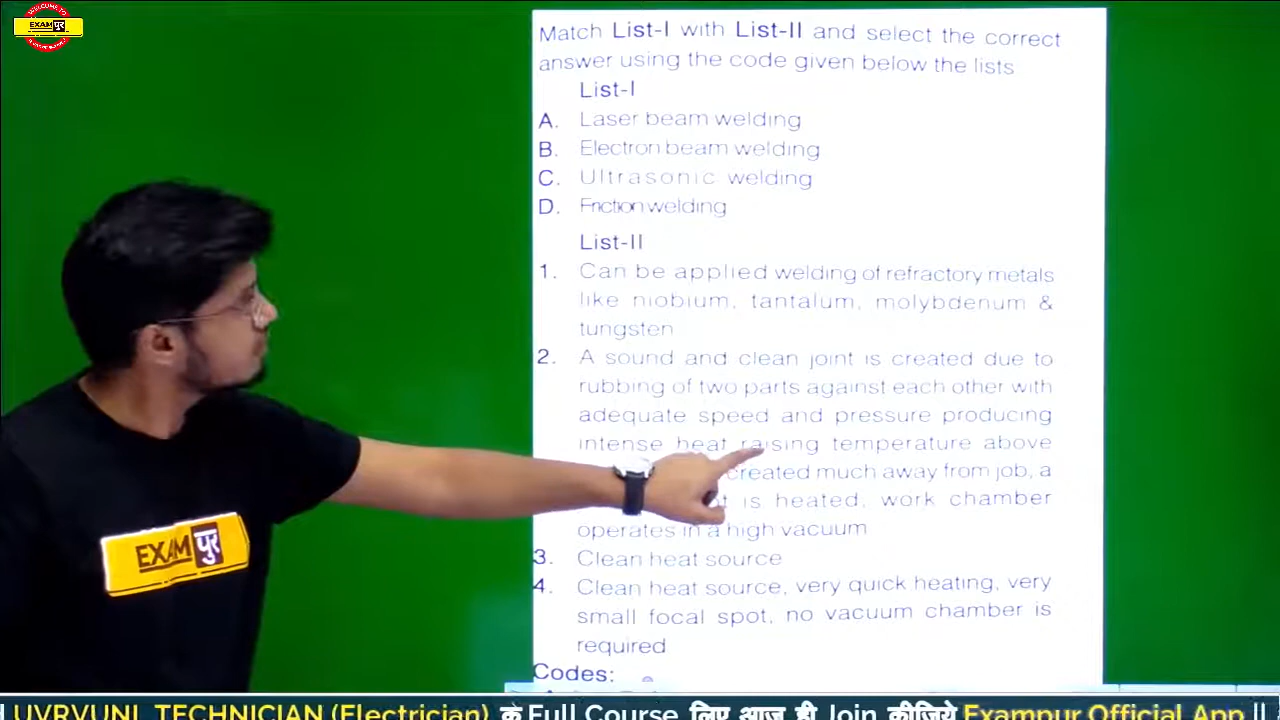 EXAMपुर
Match List-I with List-II and select the correct
answer using the code given below the lists
List-I
A. Laser beam welding
B. Electron beam welding
C. Ultrasonic welding
D. Friction welding
List-II
1. Can be applied welding of refractory metals
like niobium, tantalum, molybdenum &
tungsten
2. A sound and clean joint is created due to
rubbing of two parts against each other with
adequate speed and pressure producing
intense heat raising temperature above
created much away from job, a
is heated, work chamber
operates in a high vacuum
3. Clean heat source
4. Clean heat source, very quick heating, very
small focal spot, no vacuum chamber is
required
Codes:
EXAMपुर
UVRVUNL TECHNICIAN (Electrician) के Full Course लिए आज ही Join कीजिये Exampur Official App ||